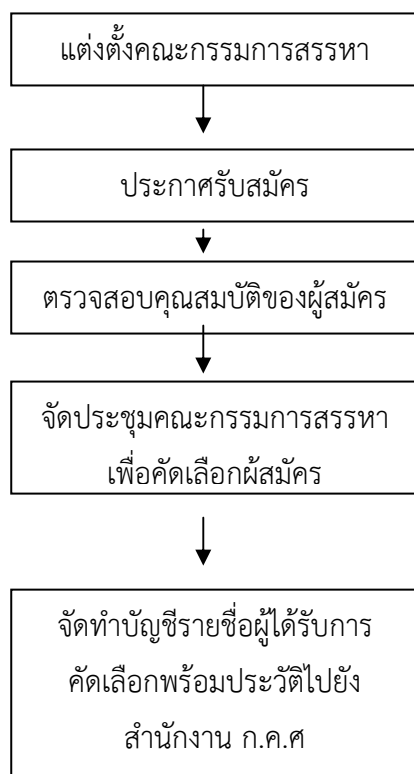 แต่งตั้งคณะกรรมการสรรหา
ประกาศรับสมัคร
ตรวจสอบคุณสมบัติของผู้สมัคร
จัดประชุมคณะกรรมการสรรหา
เพื่อคัดเลือกผ้สมัคร
จัดทำบัญชีรายชื่อผู้ได้รับการ
คัดเลือกพร้อมประวัติไปยัง
สำนักงาน ก.ค.ศ